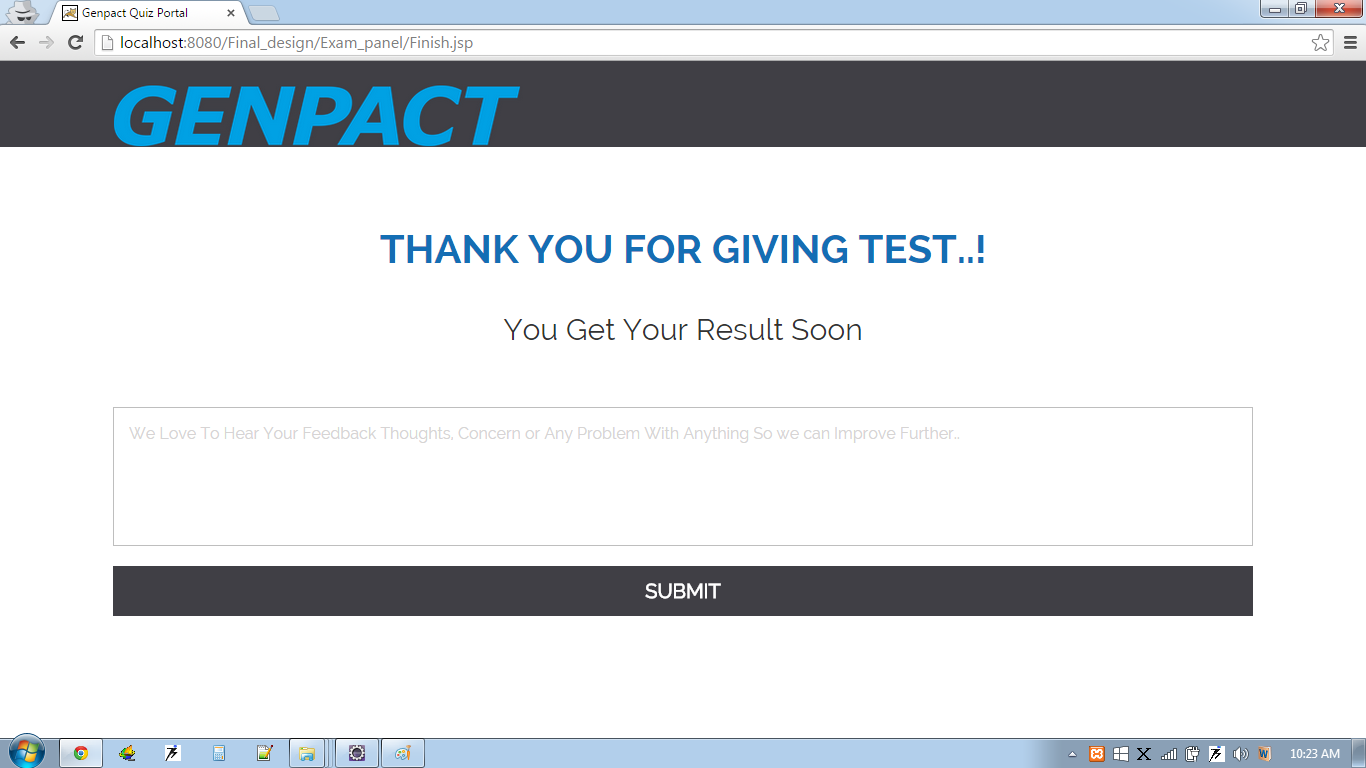 Genpact Quiz Portal
localhost:8080/Final_design/Exam_panel/Finish.jsp
GENPACT
THANK YOU FOR GIVING TEST..!
You Get Your Result Soon
We Love To Hear Your Feedback Thoughts, Concern or Any Problem With Anything So we can Improve Further..
SUBMIT
10:23 AM